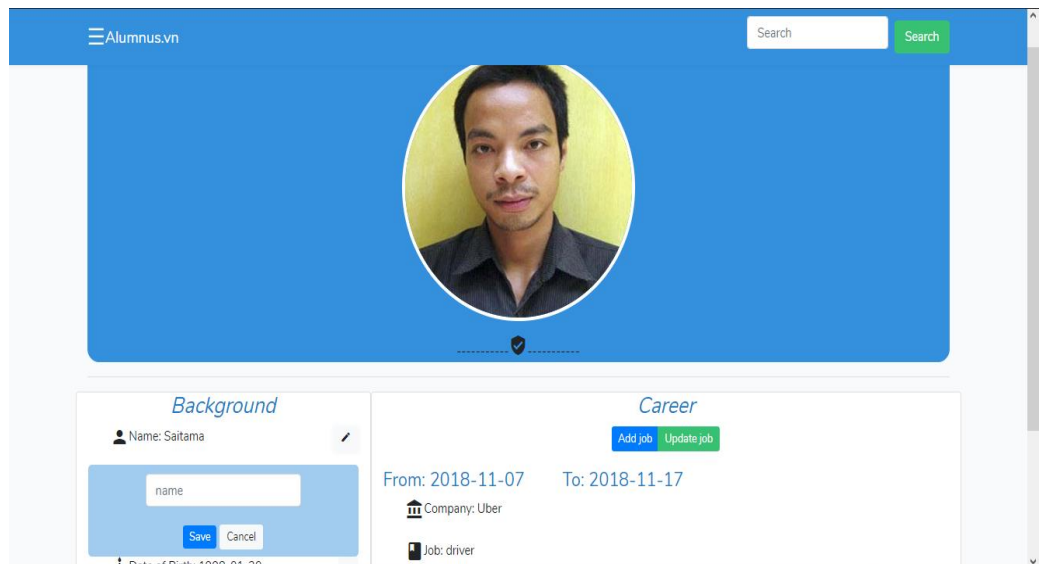 Alumnus.vn
Search
Search
Background
Name: Saitama
name
Save Cancel
Career
Add job Update job
From: 2018-11-07 To: 2018-11-17
Company: Uber
Job: driver